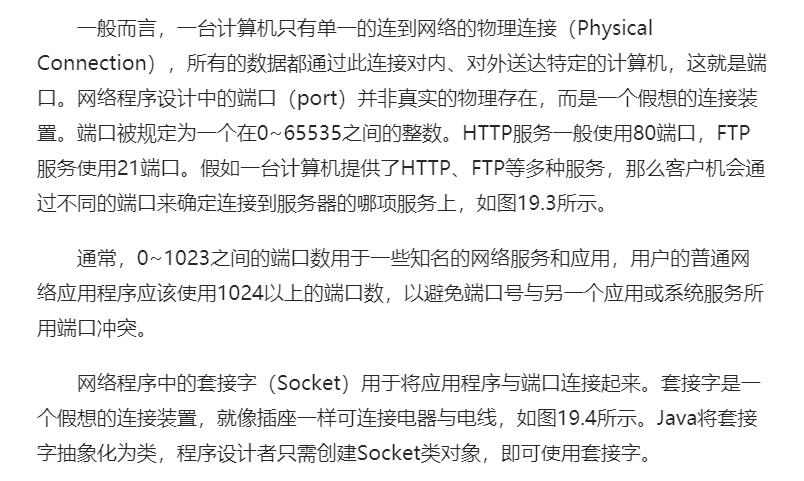 一般而言，一台计算机只有单一的连到网络的物理连接（Physical
Connection），所有的数据都通过此连接对内、对外送达特定的计算机，这就是端
口。网络程序设计中的端口（port）并非真实的物理存在，而是一个假想的连接装
置。端口被规定为一个在0~65535之间的整数。HTTP服务一般使用80端口，FTP
服务使用21端口。假如一台计算机提供了HTTP、FTP等多种服务，那么客户机会通
过不同的端口来确定连接到服务器的哪项服务上，如图19.3所示。
通常，0~1023之间的端口数用于一些知名的网络服务和应用，用户的普通网
络应用程序应该使用1024以上的端口数，以避免端口号与另一个应用或系统服务所
用端口冲突。
网络程序中的套接字（Socket）用于将应用程序与端口连接起来。套接字是一
个假想的连接装置，就像插座一样可连接电器与电线，如图19.4所示。Java将套接
字抽象化为类，程序设计者只需创建Socket类对象，即可使用套接字。